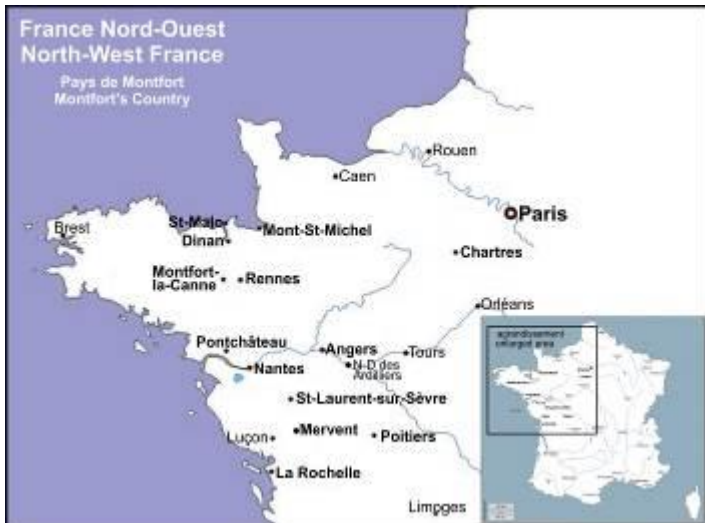 France Nord-Ouest
North-West France
Pays de Montfort
Montfort's Country
Rouen
Caen
Paris
St-Malo
Brest
Mont-St-Michel
Dinan
Chartres
Montfort-
la-Canne
Rennes
Orléans
agrandissement
enlarged area
Pontchâteau
Angers
Tours
N-D des
Ardilliers
Nantes
St-Laurent-sur-Sèvre
Mervent
Luçon
Poitiers
La Rochelle
Limoges